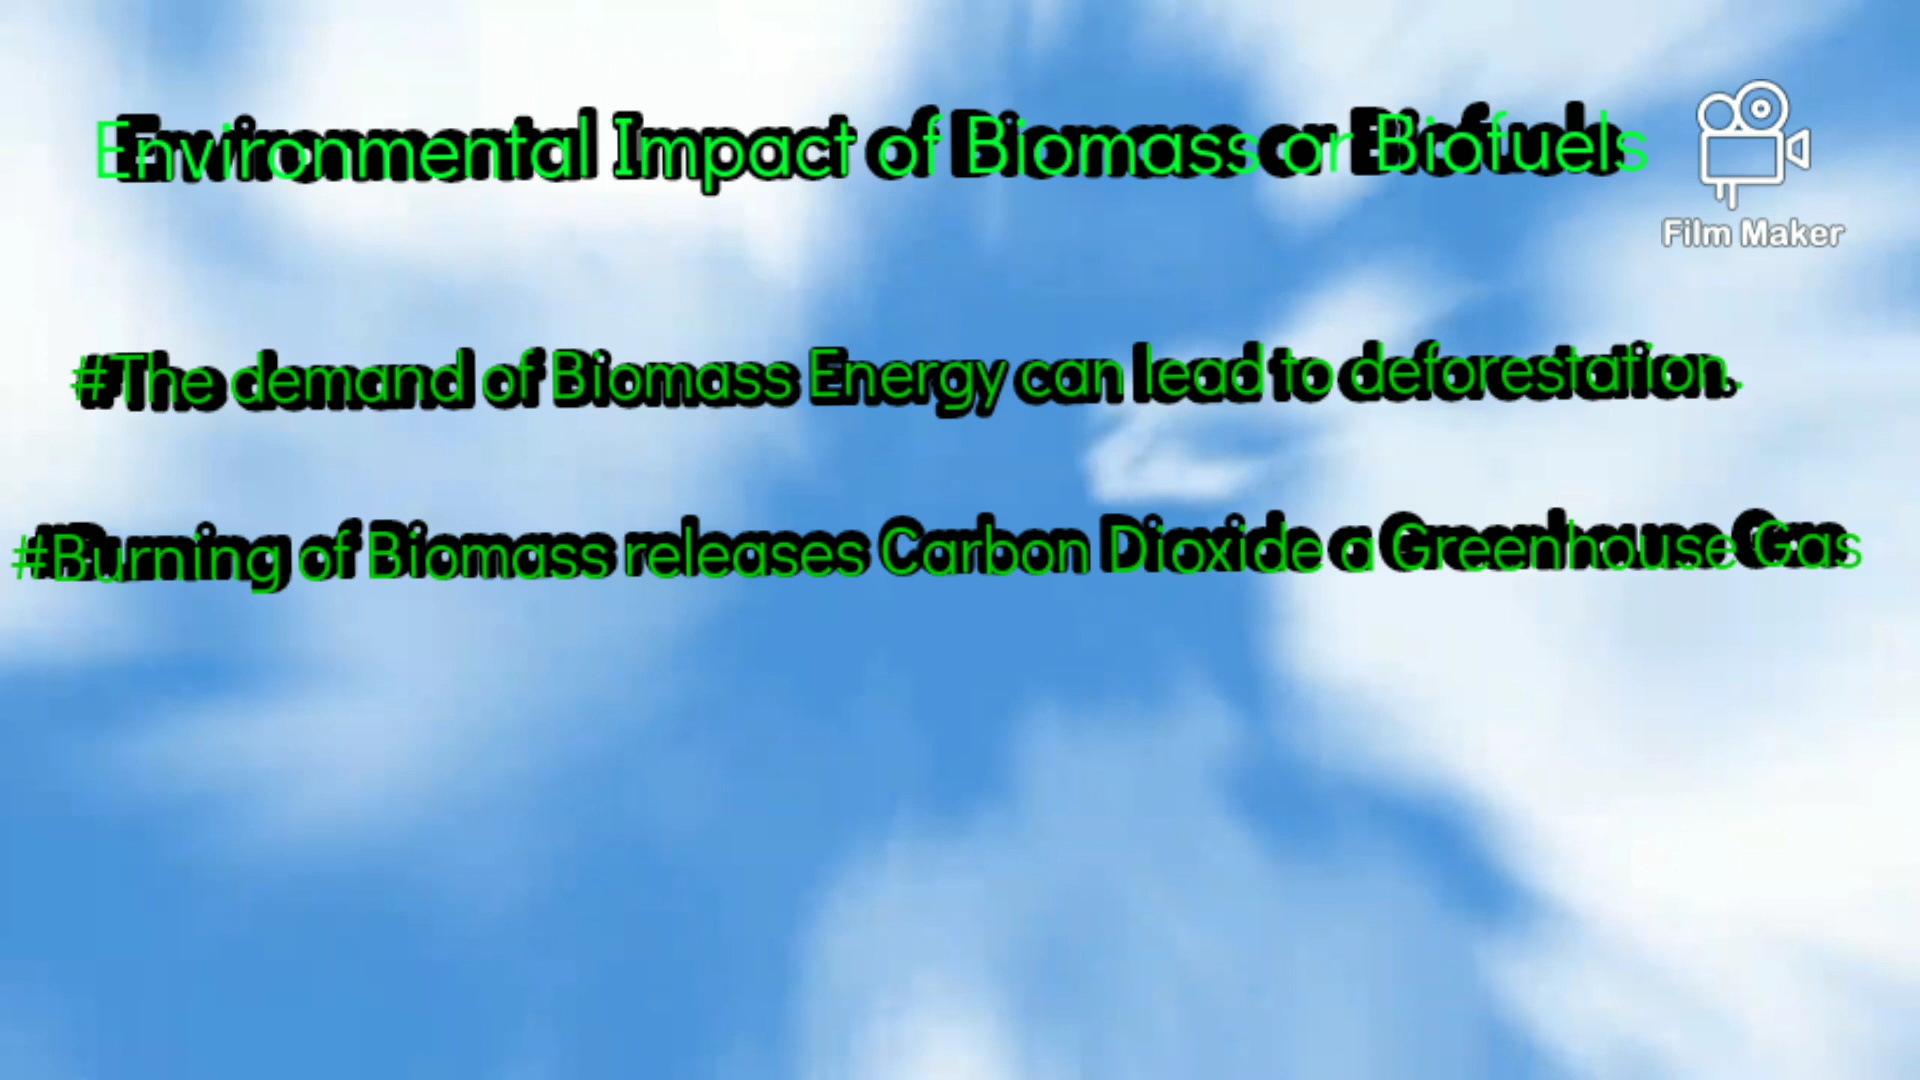 Environmental Impact of Biomass or Biofuels
Film Maker
#The demand of Biomass Energy can lead to deforestation.
#Burning of Biomass releases Carbon Dioxide a Greenhouse Gas